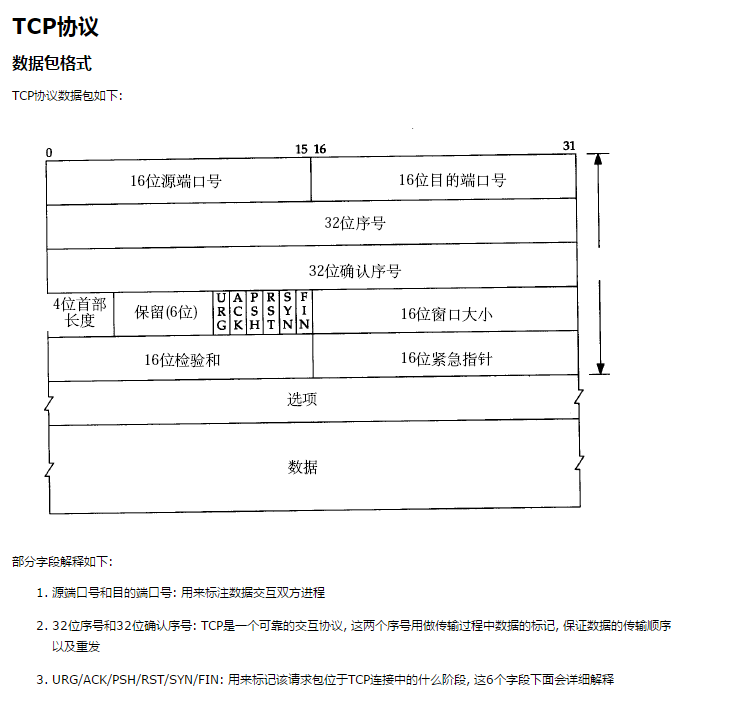 TCP协议
数据包格式
TCP协议数据包如下:
0 15 16 31
16位源端口号 16位目的端口号
32位序号
32位确认序号
4位首部长度 保留(6位) URG ACK PSH RST SYN FIN 16位窗口大小
16位检验和 16位紧急指针
选项
数据
部分字段解释如下:
1. 源端口号和目的端口号: 用来标注数据交互双方进程
2. 32位序号和32位确认序号: TCP是一个可靠的交互协议, 这两个序号用做传输过程中数据的标记, 保证数据的传输顺序
以及重发
3. URG/ACK/PSH/RST/SYN/FIN: 用来标记该请求包位于TCP连接中的什么阶段, 这6个字段下面会详细解释